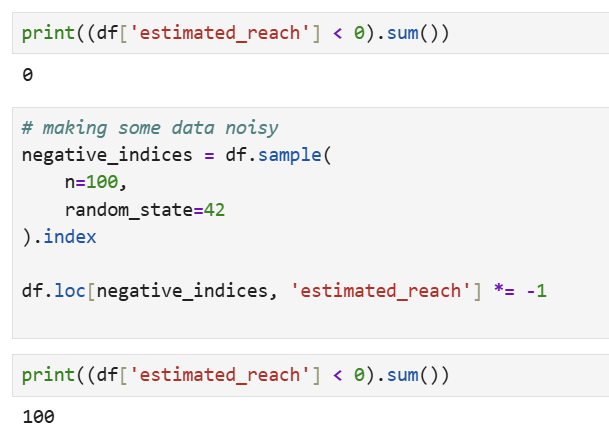 print((df['estimated_reach'] < 0).sum())
0
# making some data noisy
negative_indices = df.sample(
    n=100,
    random_state=42
).index
df.loc[negative_indices, 'estimated_reach'] *= -1
print((df['estimated_reach'] < 0).sum())
100